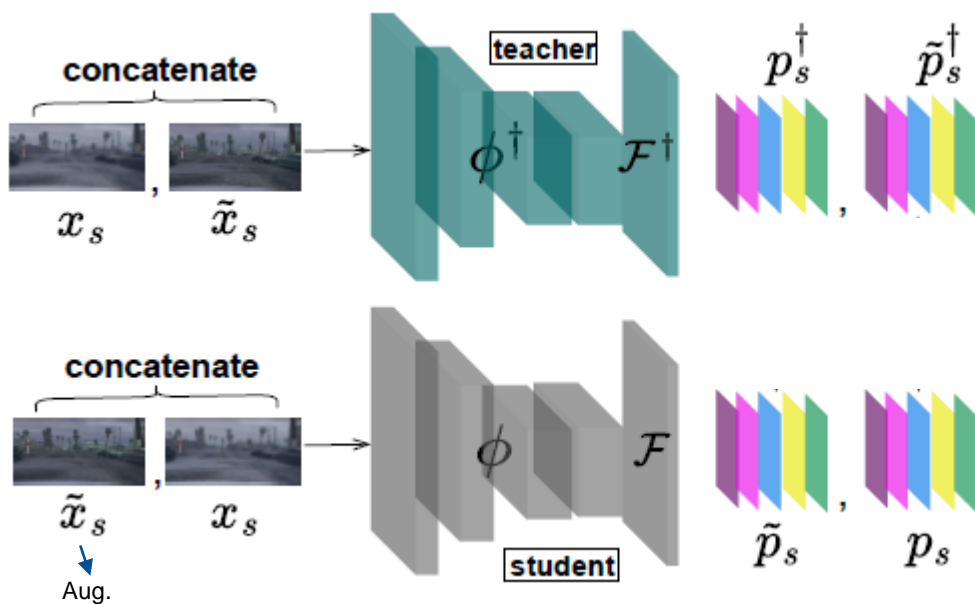 teacher
concatenate
p_s^† p̃_s^†
ϕ^† ℱ^†
, ,
x_s x̃_s
concatenate
ϕ ℱ
, ,
x̃_s x_s
p̃_s p_s
student
Aug.